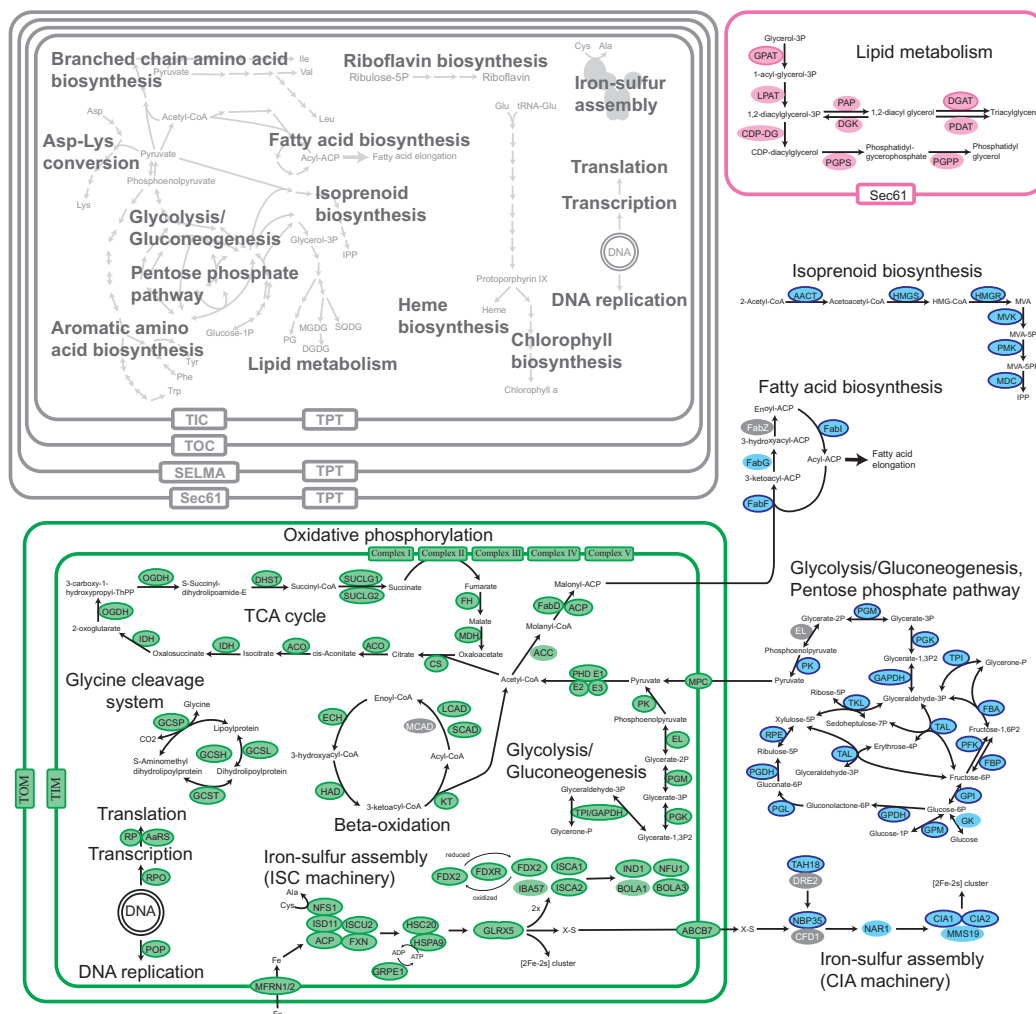 Branched chain amino acid
biosynthesis
Pyruvate
Ile
Val
Leu
Acetyl-CoA
Riboflavin biosynthesis
Ribulose-5P
Riboflavin
Cys
Ala
Iron-sulfur
assembly
Glu
tRNA-Glu
Asp
Asp-Lys
conversion
Fatty acid biosynthesis
Acyl-ACP
Fatty acid elongation
Pyruvate
Phosphoenolpyruvate
Lys
Translation
Transcription
Isoprenoid
biosynthesis
Glycolysis/
Gluconeogenesis
Glycerol-3P
IPP
DNA
Pentose phosphate
pathway
Protoporphyrin IX
DNA replication
Heme
Heme
biosynthesis
Glucose-1P
MGDG
SQDG
PG
DGDG
Aromatic amino
acid biosynthesis
Tyr
Phe
Trp
Lipid metabolism
Chlorophyll
biosynthesis
Chlorophyll a
TIC
TPT
TOC
SELMA
TPT
Sec61
TPT
Glycerol-3P
Lipid metabolism
GPAT
1-acyl-glycerol-3P
LPAT
PAP
DGAT
1,2-diacylglycerol-3P
1,2-diacyl glycerol
Triacylglycerol
DGK
PDAT
CDP-DG
CDP-diacylglycerol
Phosphatidyl-
glycerophosphate
Phosphatidyl
glycerol
PGPS
PGPP
Sec61
Isoprenoid biosynthesis
AACT
HMGS
HMGR
2-Acetyl-CoA
Acetoacetyl-CoA
HMG-CoA
MVA
MVK
MVA-5P
PMK
MDC
IPP
Fatty acid biosynthesis
Enoyl-ACP
FabZ
FabI
3-hydroxyacyl-ACP
FabG
Acyl-ACP
Fatty acid
elongation
3-ketoacyl-ACP
FabF
Oxidative phosphorylation
Complex I
Complex II
Complex III
Complex IV
Complex V
3-carboxy-1-
hydroxypropyl-ThPP
OGDH
S-Succinyl-
dihydrolipoamide-E
DHST
Succinyl-CoA
SUCLG1
SUCLG2
Succinate
Fumarate
FH
Malate
MDH
Oxaloacetate
Malonyl-ACP
FabD
ACP
Molanyl-CoA
ACC
TCA cycle
OGDH
2-oxoglutarate
IDH
Oxalosuccinate
IDH
Isocitrate
ACO
cis-Aconitate
ACO
Citrate
CS
Acetyl-CoA
PHD E1
E2
E3
Pyruvate
MPC
Pyruvate
Glycine cleavage
system
Glycine
GCSP
CO2
Lipoylprotein
GCSH
GCSL
S-Aminomethyl
dihydrolipoylprotein
Dihydrolipoylprotein
GCST
Enoyl-CoA
ECH
LCAD
MCAD
SCAD
3-hydroxyacyl-CoA
Acyl-CoA
HAD
3-ketoacyl-CoA
KT
Beta-oxidation
PK
Phosphoenolpyruvate
EL
Glycerate-2P
PGM
Glycerate-3P
PGK
Glycerate-1,3P2
Glycolysis/
Gluconeogenesis
Glyceraldehyde-3P
TPI/GAPDH
Glycerone-P
Glycolysis/Gluconeogenesis,
Pentose phosphate pathway
PGM
Glycerate-2P
Glycerate-3P
EL
PGK
Phosphoenolpyruvate
PK
Glycerate-1,3P2
TPI
Glycerone-P
GAPDH
Glyceraldehyde-3P
Ribose-5P
TKL
FBA
Xylulose-5P
Sedoheptulose-7P
TAL
Fructose-1,6P2
RPE
Erythrose-4P
PFK
Ribulose-5P
TAL
FBP
PGDH
Glyceraldehyde-3P
Fructose-6P
Gluconate-6P
GPI
PGL
Gluconolactone-6P
GPDH
Glucose-6P
GK
Glucose-1P
GPM
Glucose
TOM
TIM
Translation
RP
AaRS
Transcription
RPO
DNA
POP
DNA replication
Iron-sulfur assembly
(ISC machinery)
Ala
Cys
NFS1
ISD11
ISCU2
ACP
FXN
Fe
MFRN1/2
HSC20
HSPA9
ADP
ATP
GRPE1
GLRX5
reduced
FDX2
FDXR
oxidized
FDX2
ISCA1
IBA57
ISCA2
IND1
NFU1
BOLA1
BOLA3
2x
X-S
[2Fe-2s] cluster
ABCB7
X-S
TAH18
DRE2
NBP35
CFD1
NAR1
[2Fe-2s] cluster
CIA1
CIA2
MMS19
Iron-sulfur assembly
(CIA machinery)